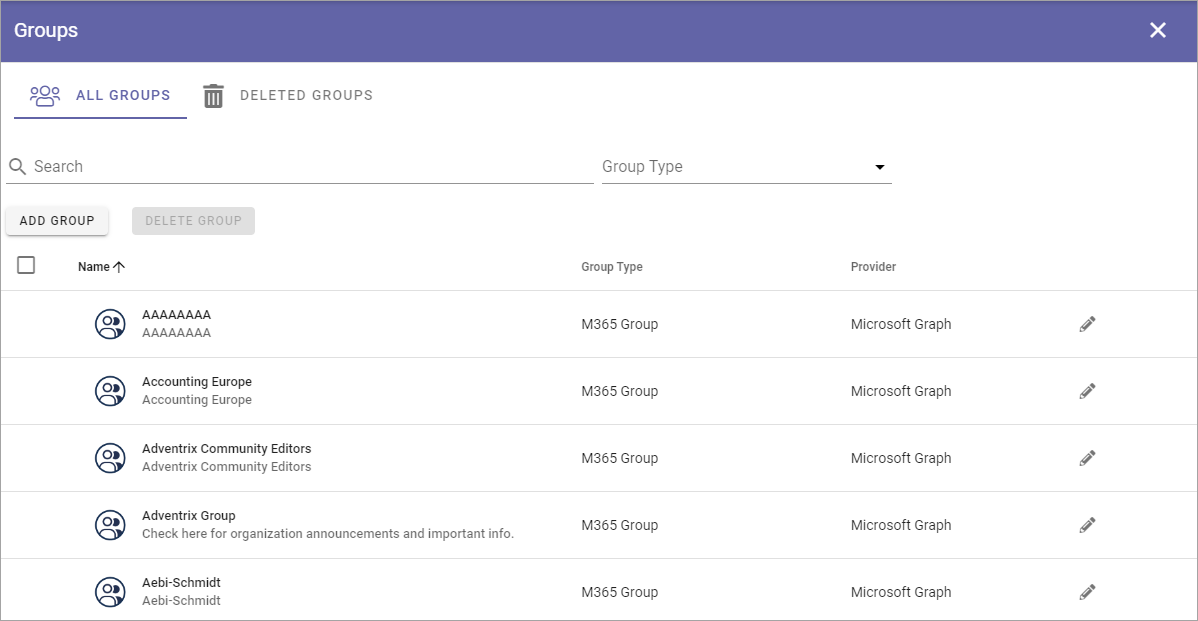 Groups
ALL GROUPS DELETED GROUPS
Search Group Type
ADD GROUP DELETE GROUP
Name Group Type Provider
AAAAAAAA
AAAAAAAA
M365 Group Microsoft Graph
Accounting Europe
Accounting Europe
M365 Group Microsoft Graph
Adventrix Community Editors
Adventrix Community Editors
M365 Group Microsoft Graph
Adventrix Group
Check here for organization announcements and important info.
M365 Group Microsoft Graph
Aebi-Schmidt
Aebi-Schmidt
M365 Group Microsoft Graph